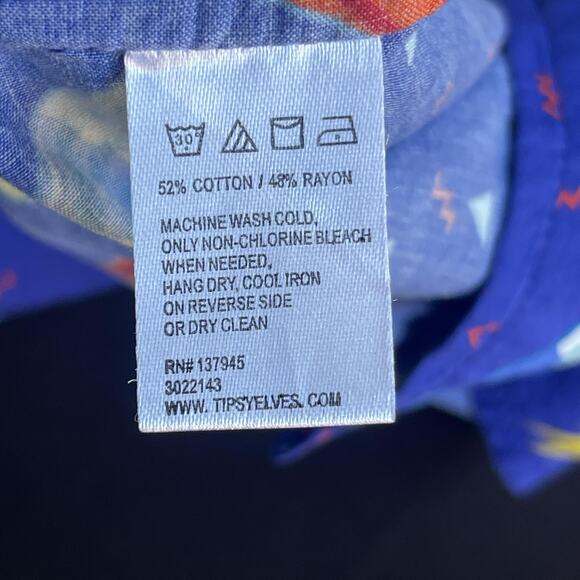 30°
52% COTTON / 48% RAYON
MACHINE WASH COLD,
ONLY NON-CHLORINE BLEACH
WHEN NEEDED,
HANG DRY, COOL IRON
ON REVERSE SIDE
OR DRY CLEAN
RN# 137945
3022143
WWW. TIPSYELVES. COM